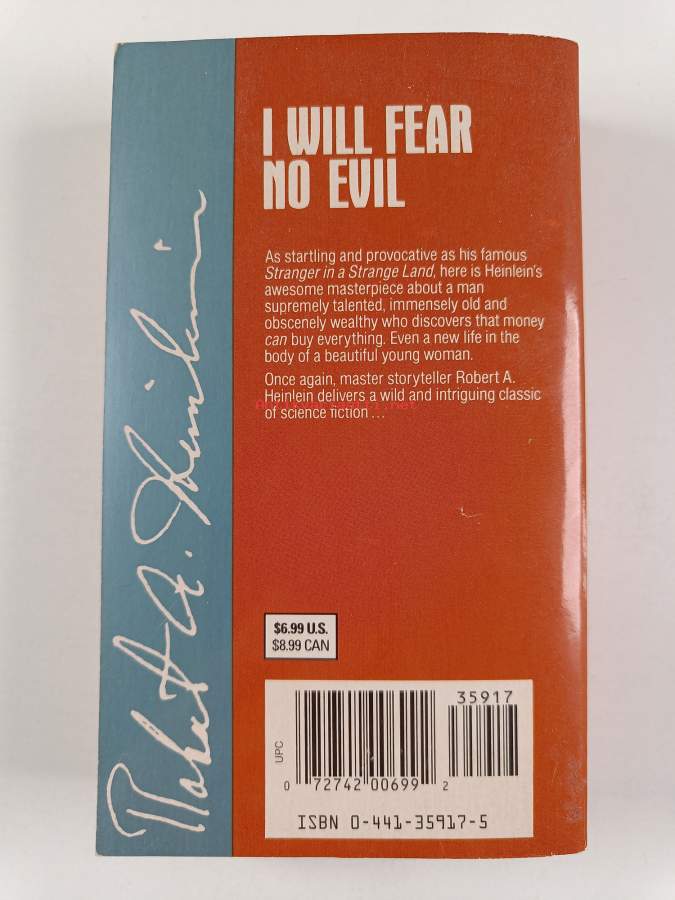 I WILL FEAR
NO EVIL
As startling and provocative as his famous
Stranger in a Strange Land, here is Heinlein's
awesome masterpiece about a man
supremely talented, immensely old and
obscenely wealthy who discovers that money
can buy everything. Even a new life in the
body of a beautiful young woman.
Once again, master storyteller Robert A.
Heinlein delivers a wild and intriguing classic
of science fiction...
Robert A. Heinlein
$6.99 U.S.
$8.99 CAN
35917
UPC
0 72742 00699 2
ISBN 0-441-35917-5